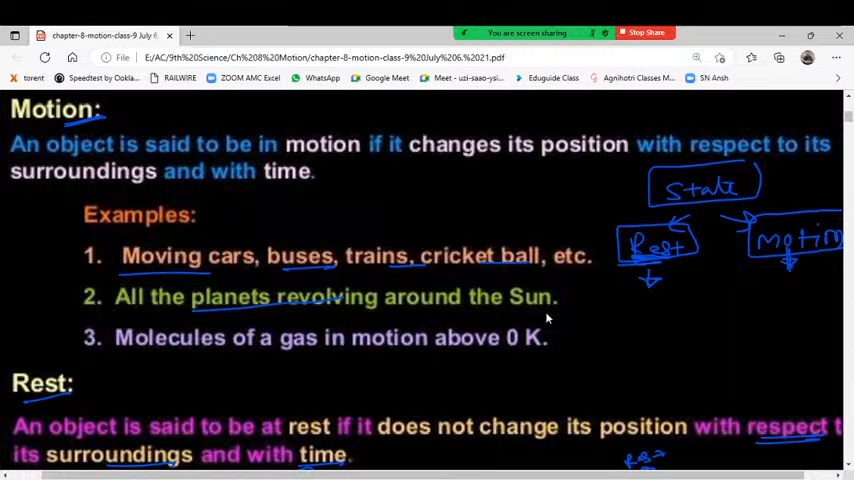 chapter-8-motion-class-9 July 6,
You are screen sharing
Stop Share
File
E:/AC/9th%20Science/Ch%208%20Motion/chapter-8-motion-class-9%20July%206.%2021.pdf
torent
Speedtest by Ookla...
RAILWIRE
ZOOM AMC Excel
WhatsApp
Google Meet
Meet - uzi-saao-ysi...
Eduguide Class
Agnihotri Classes M...
SN Ansh
Motion:
An object is said to be in motion if it changes its position with respect to its
surroundings and with time.
State
Examples:
Rest
Motion
1. Moving cars, buses, trains, cricket ball, etc.
2. All the planets revolving around the Sun.
3. Molecules of a gas in motion above 0 K.
Rest:
An object is said to be at rest if it does not change its position with respect t
its surroundings and with time.